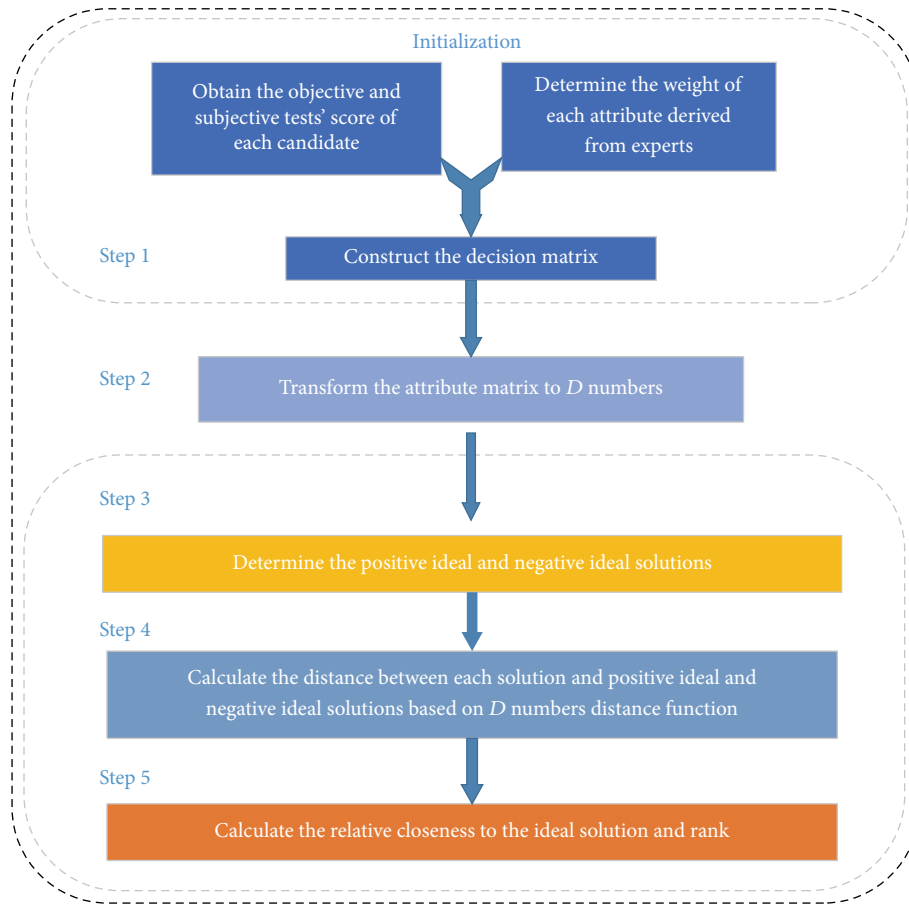 Initialization
Obtain the objective and
subjective tests' score of
each candidate
Determine the weight of
each attribute derived
from experts
Step 1
Construct the decision matrix
Step 2
Transform the attribute matrix to D numbers
Step 3
Determine the positive ideal and negative ideal solutions
Step 4
Calculate the distance between each solution and positive ideal and
negative ideal solutions based on D numbers distance function
Step 5
Calculate the relative closeness to the ideal solution and rank